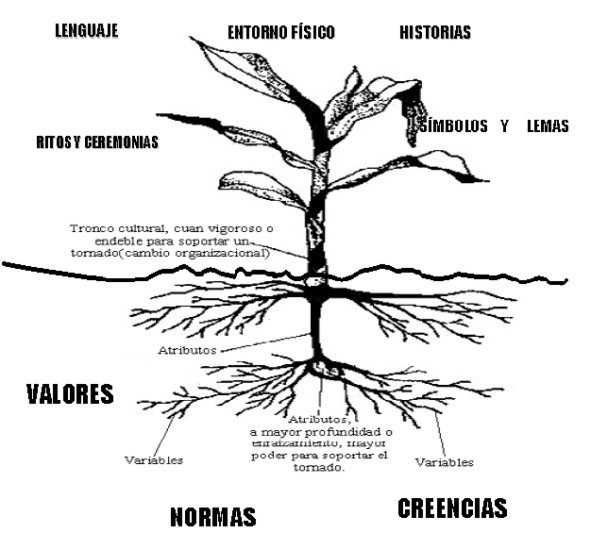 LENGUAJE
ENTORNO FÍSICO
HISTORIAS
SÍMBOLOS Y LEMAS
RITOS Y CEREMONIAS
Tronco cultural, cuan vigoroso o
endeble para soportar un
tornado(cambio organizacional)
Atributos
VALORES
Atributos,
a mayor profundidad o
enraizamiento, mayor
poder para soportar el
tornado.
Variables
Variables
NORMAS
CREENCIAS